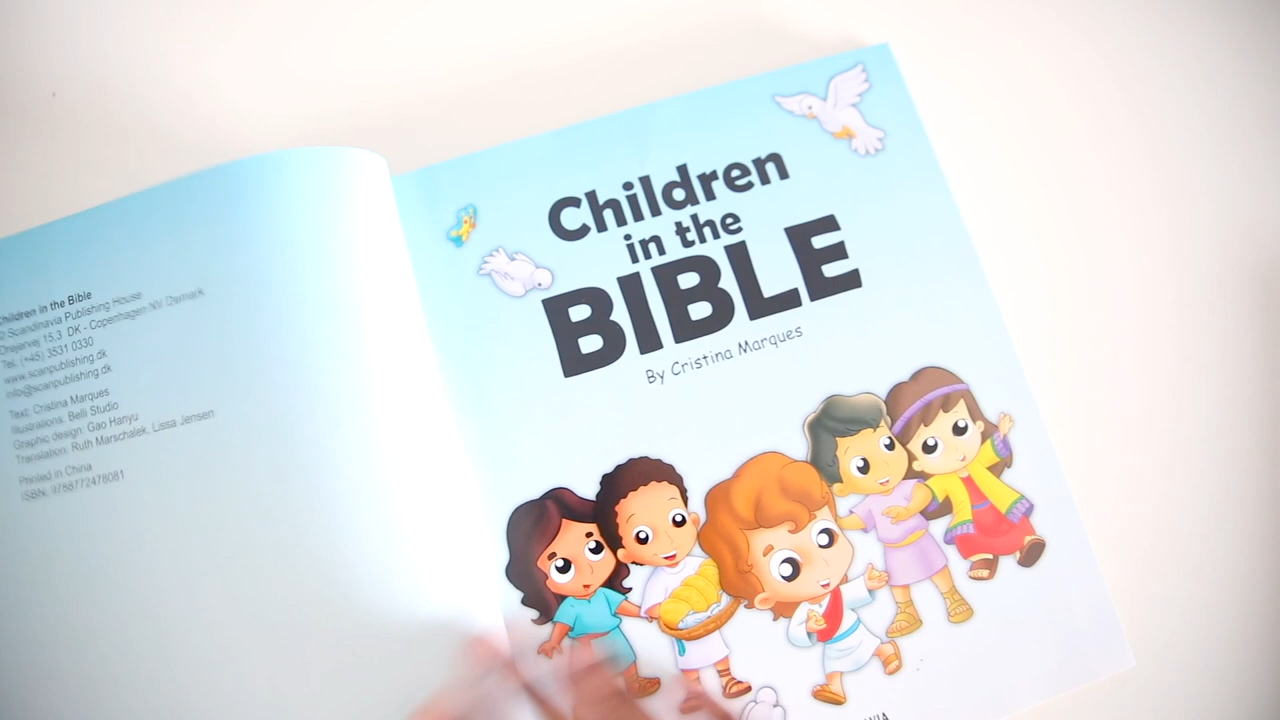 Children in the Bible
© Scandinavia Publishing House
Drejervej 15,3 DK - Copenhagen NV Dnmark
Tel. (+45) 3531 0330
www.scanpublishing.dk
info@scanpublishing.dk
Text: Cristina Marques
Illustrations: Belli Studio
Graphic design: Gao Hanyu
Translation: Ruth Marschalek, Lissa Jensen
Printed in China
ISBN: 9788772478081
Children
in the
BIBLE
By Cristina Marques